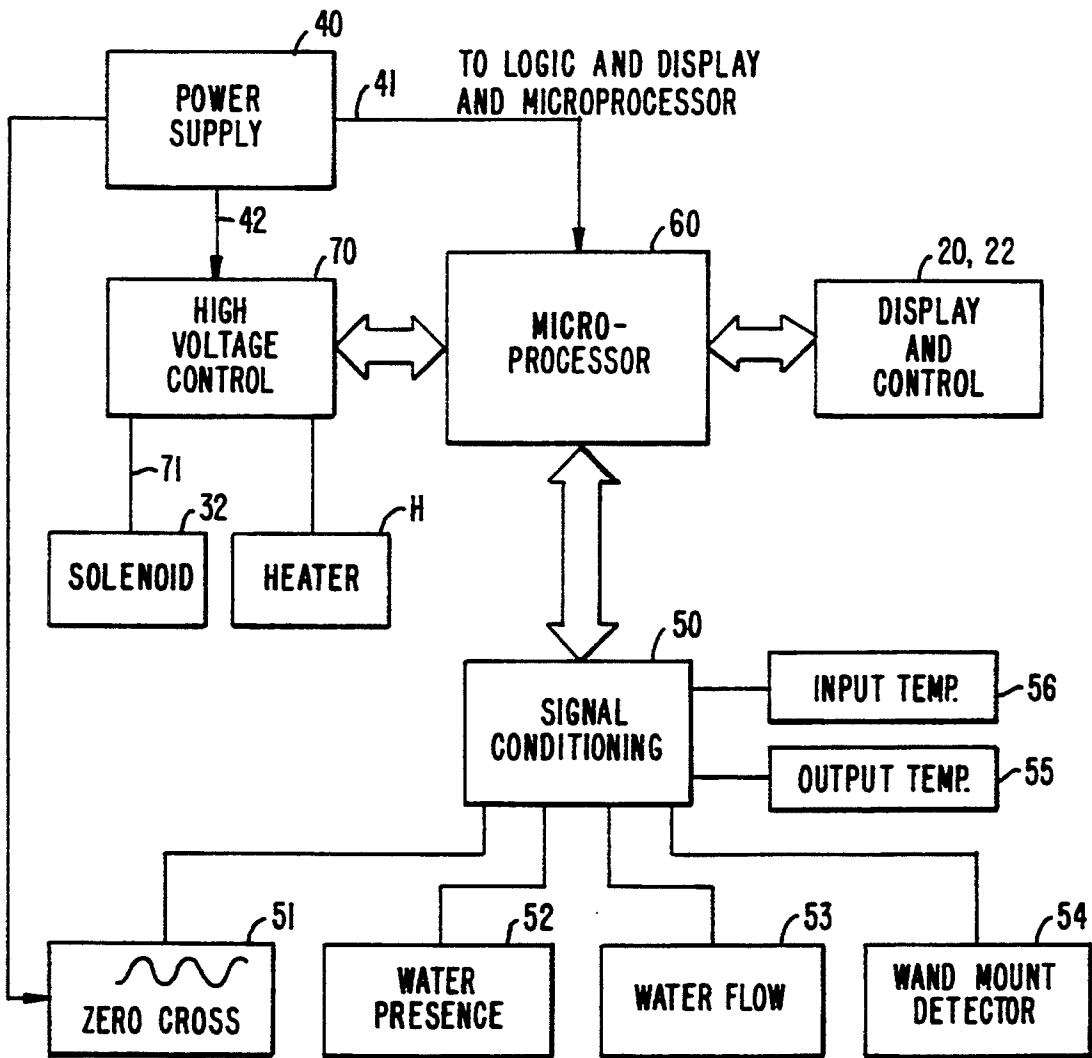 40
POWER
SUPPLY
41
TO LOGIC AND DISPLAY
AND MICROPROCESSOR
42
70
HIGH
VOLTAGE
CONTROL
60
MICRO-
PROCESSOR
20, 22
DISPLAY
AND
CONTROL
71
32
SOLENOID
H
HEATER
50
SIGNAL
CONDITIONING
INPUT TEMP.
56
OUTPUT TEMP.
55
51
ZERO CROSS
52
WATER
PRESENCE
53
WATER FLOW
54
WAND MOUNT
DETECTOR